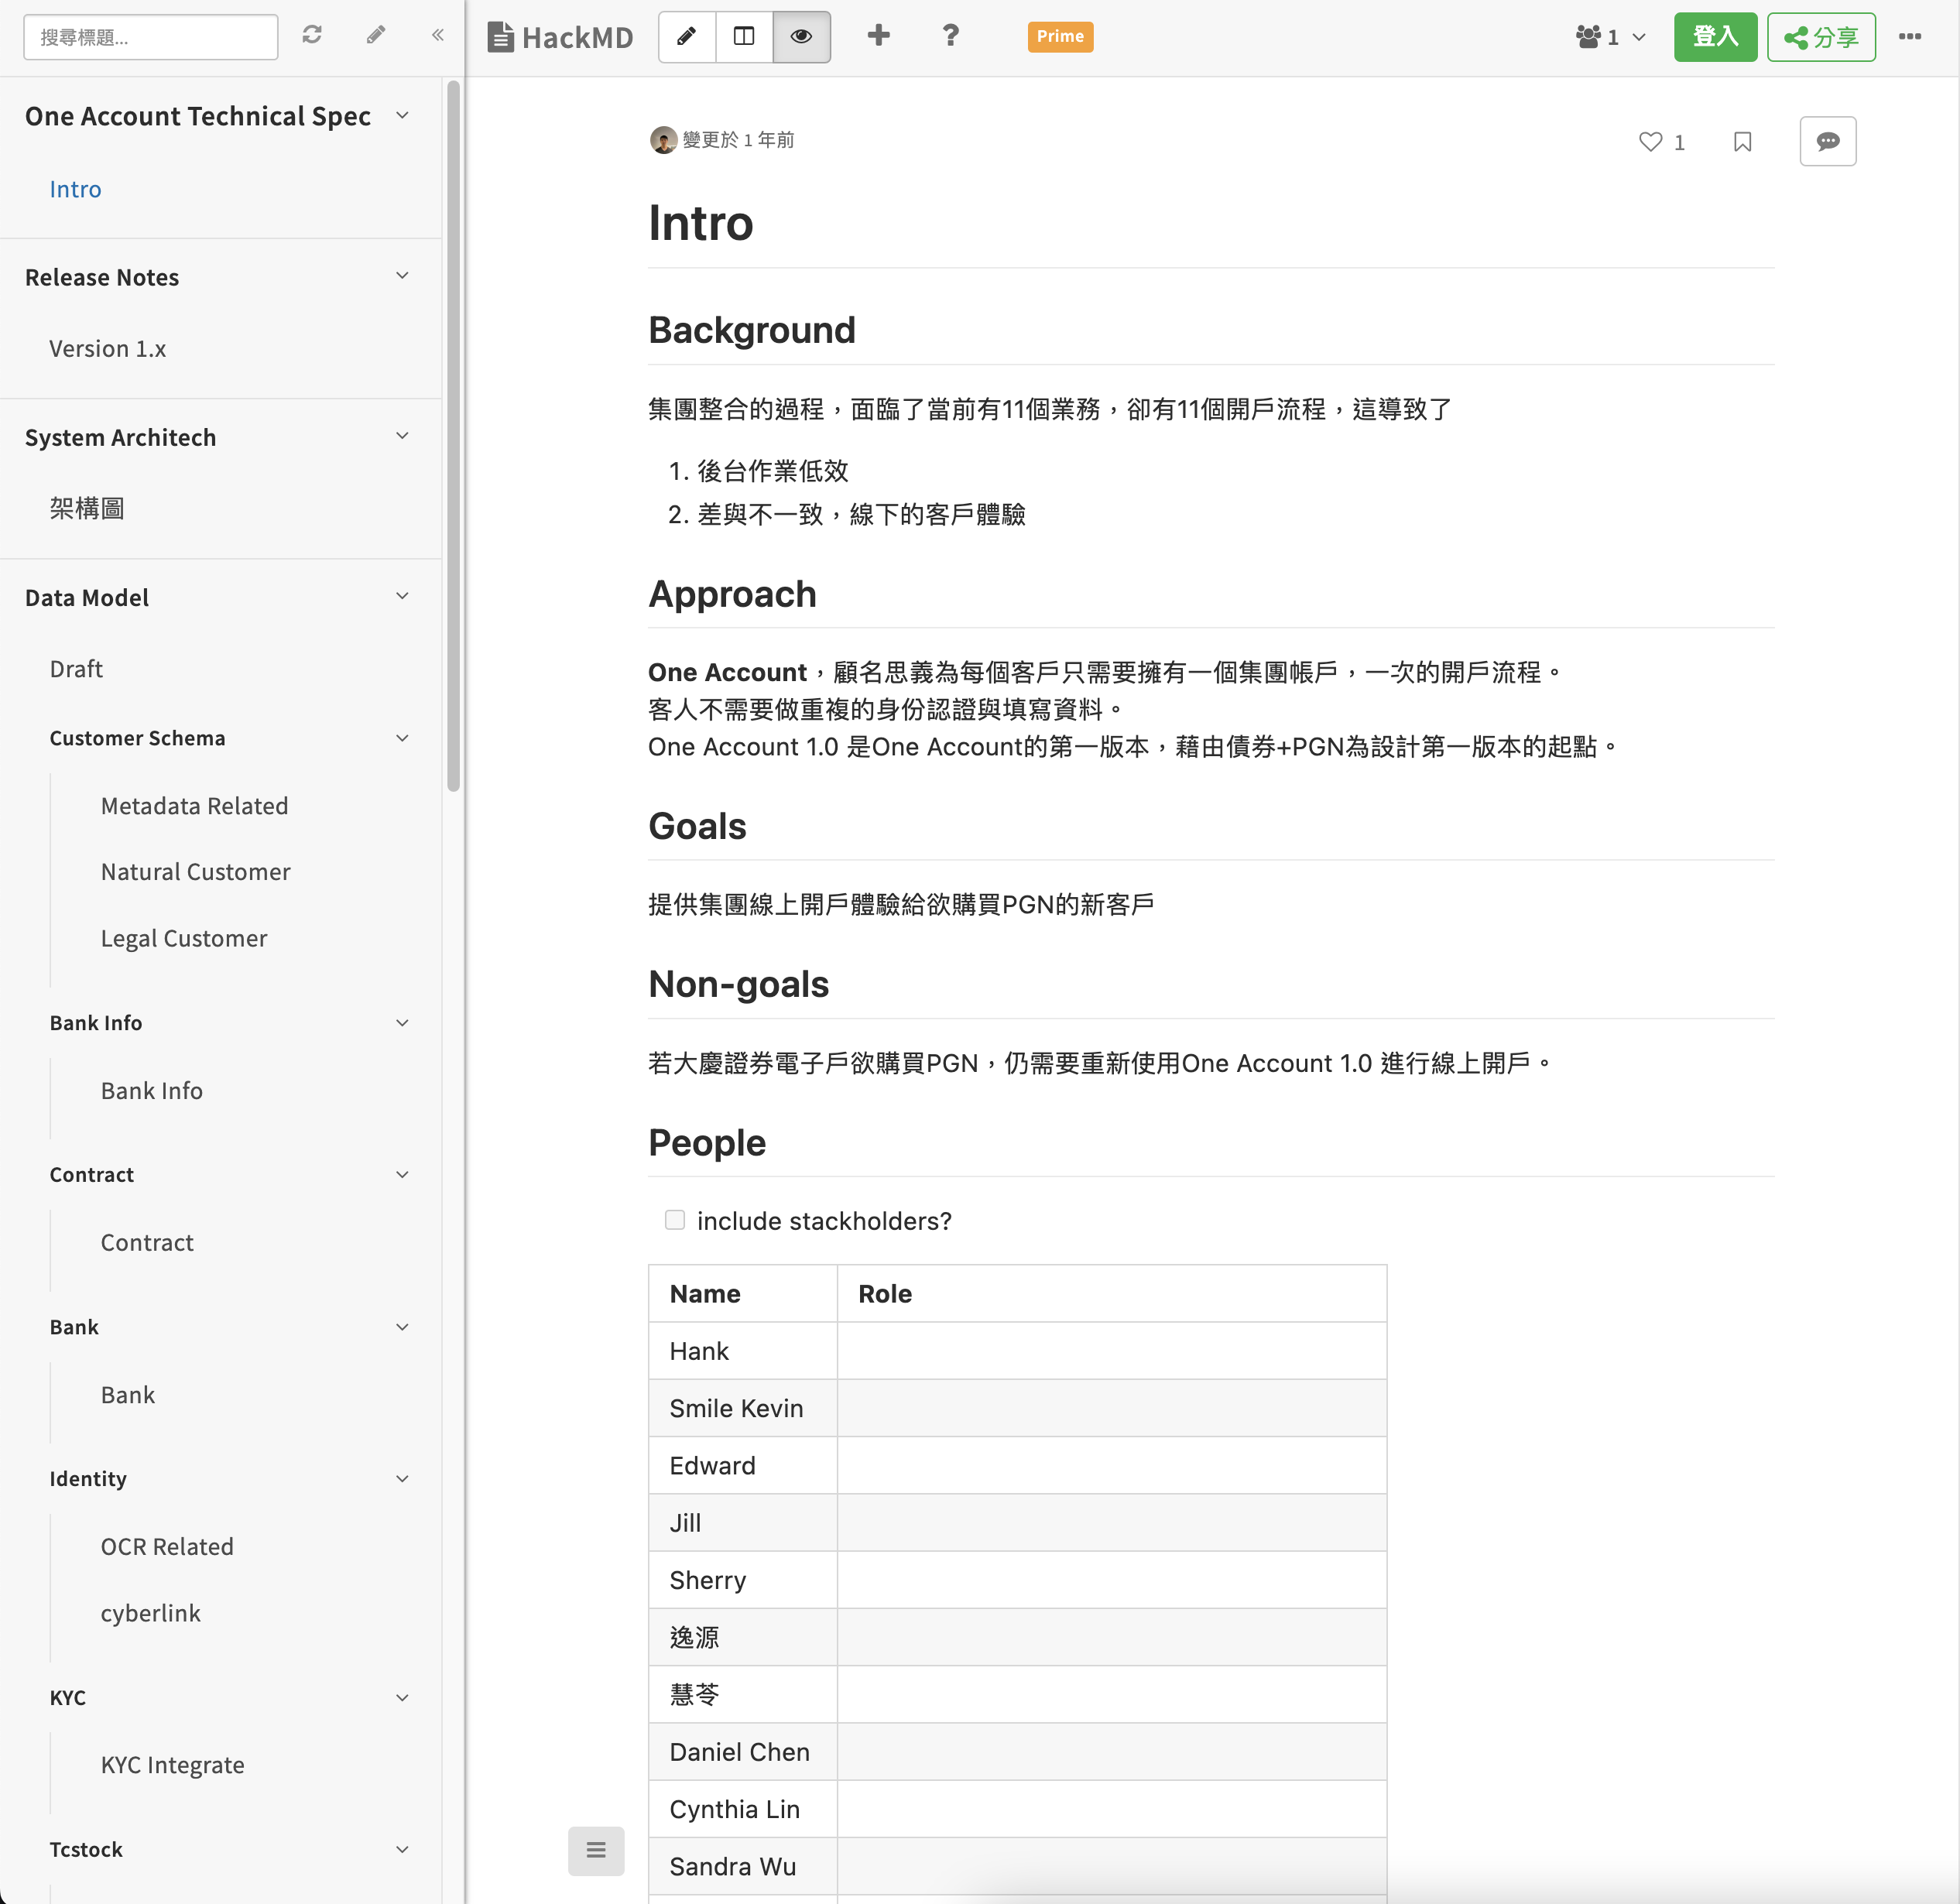 搜尋標題...
HackMD
Prime
1
登入
分享
One Account Technical Spec
Intro
Release Notes
Version 1.x
System Architech
架構圖
Data Model
Draft
Customer Schema
Metadata Related
Natural Customer
Legal Customer
Bank Info
Bank Info
Contract
Contract
Bank
Bank
Identity
OCR Related
cyberlink
KYC
KYC Integrate
Tcstock
變更於 1 年前
1
Intro
Background
集團整合的過程，面臨了當前有11個業務，卻有11個開戶流程，這導致了
1. 後台作業低效
2. 差與不一致，線下的客戶體驗
Approach
One Account，顧名思義為每個客戶只需要擁有一個集團帳戶，一次的開戶流程。
客人不需要做重複的身份認證與填寫資料。
One Account 1.0 是One Account的第一版本，藉由債券+PGN為設計第一版本的起點。
Goals
提供集團線上開戶體驗給欲購買PGN的新客戶
Non-goals
若大慶證券電子戶欲購買PGN，仍需要重新使用One Account 1.0 進行線上開戶。
People
include stackholders?
Name Role
Hank
Smile Kevin
Edward
Jill
Sherry
逸源
慧苓
Daniel Chen
Cynthia Lin
Sandra Wu